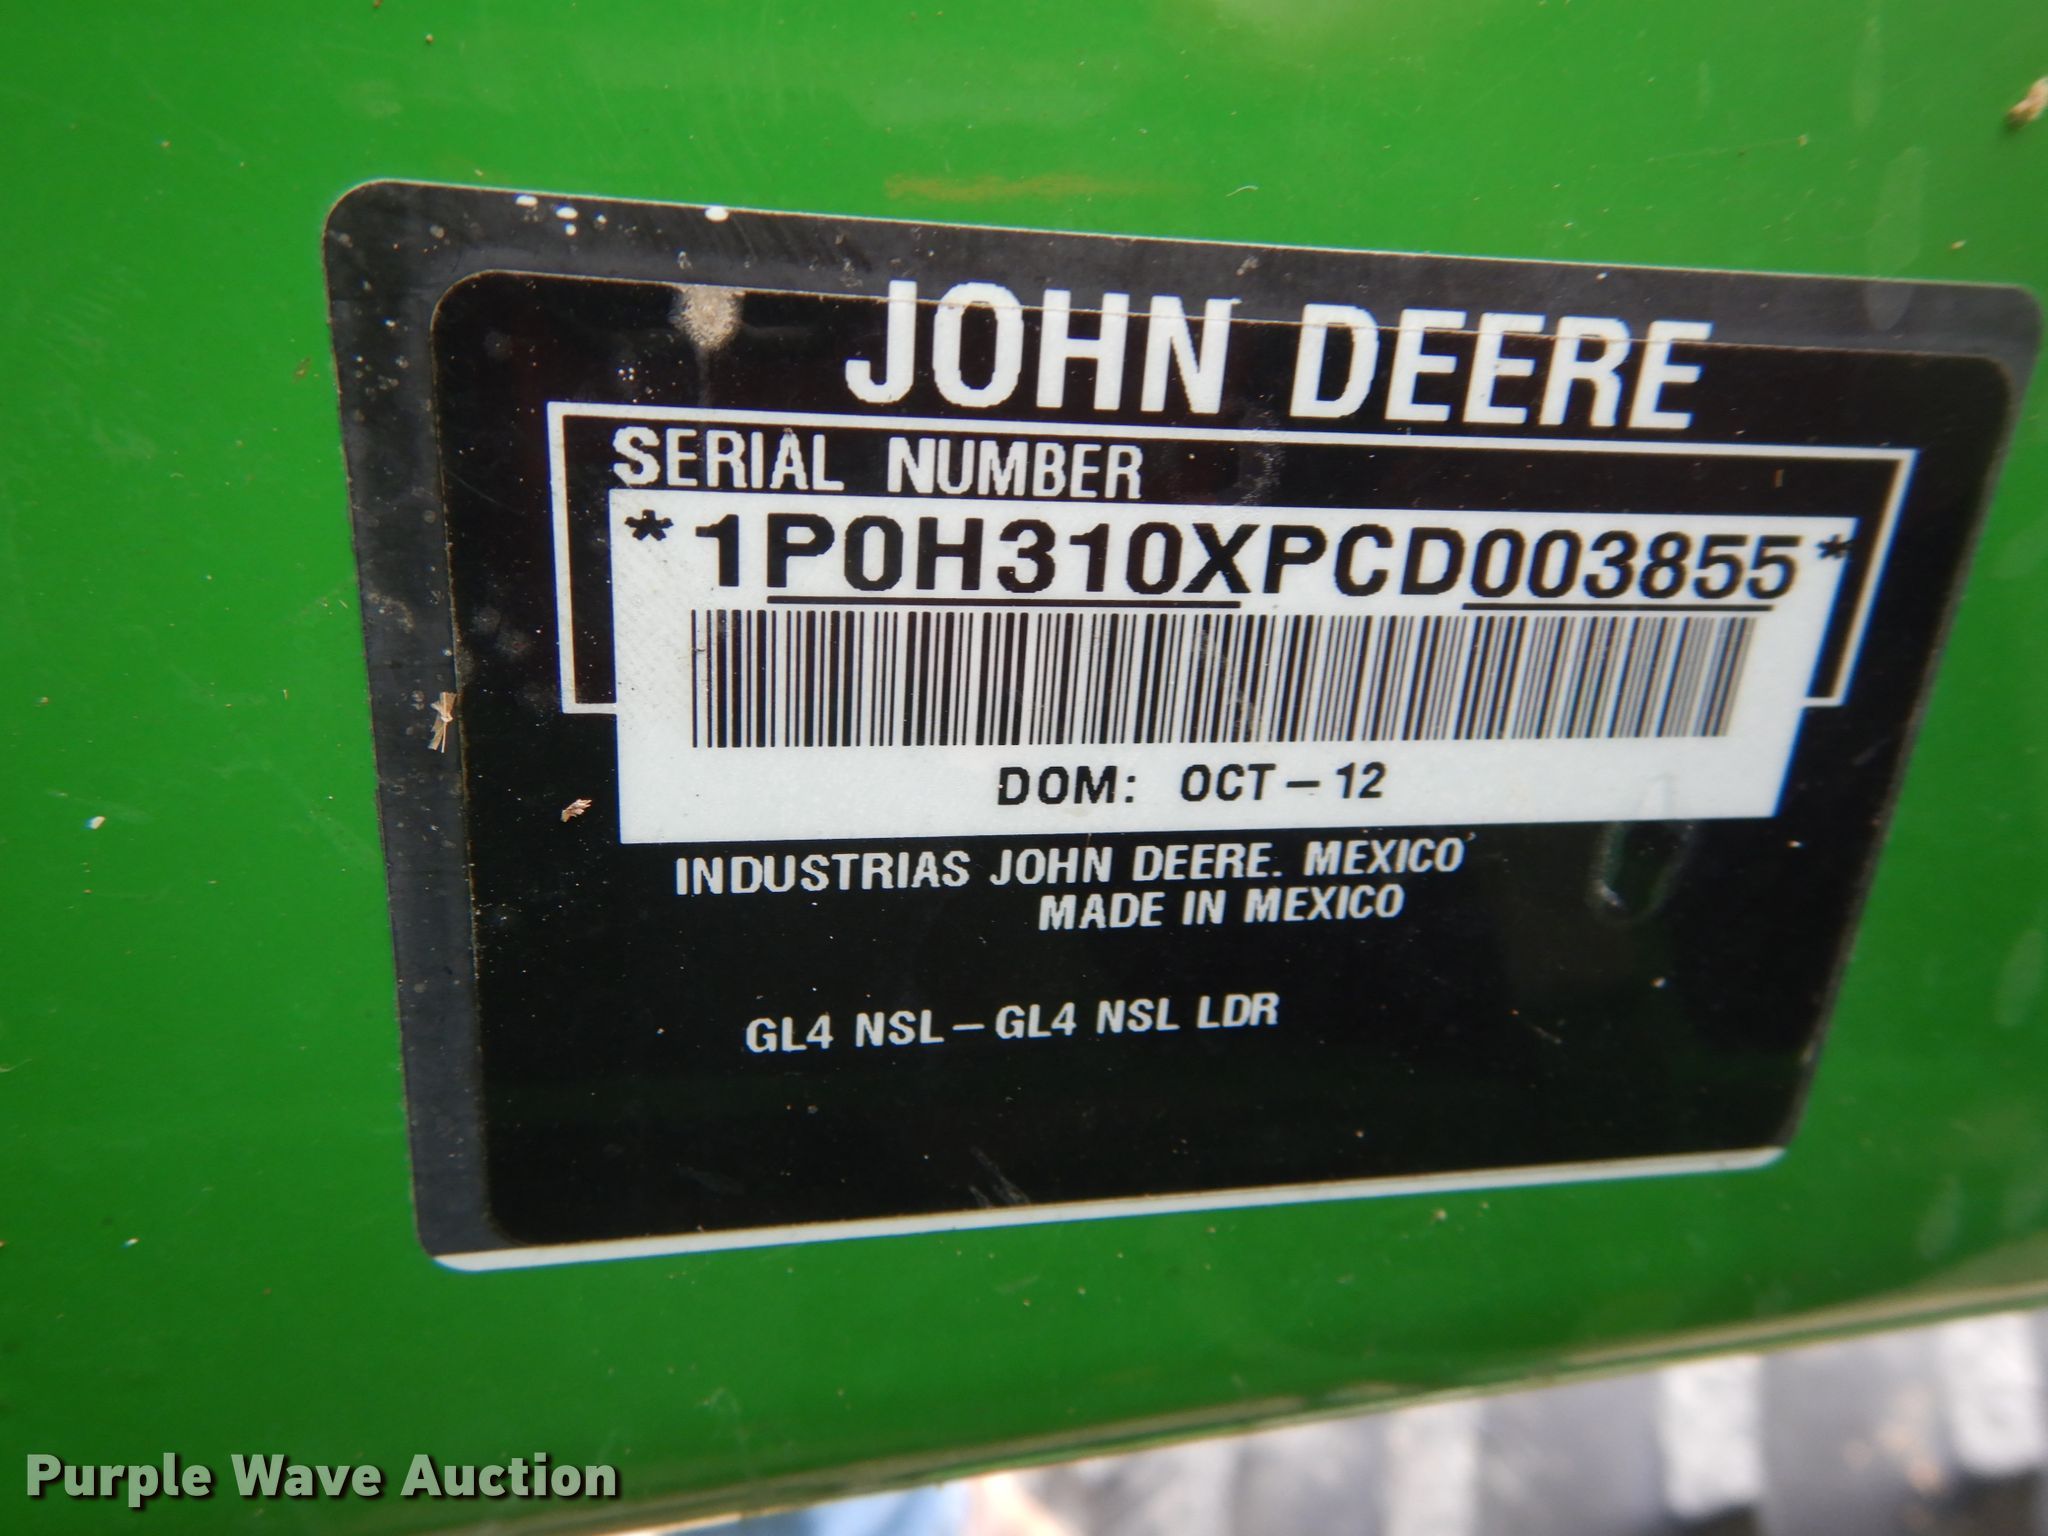 JOHN DEERE
SERIAL NUMBER
*1P0H310XPCD003855*
DOM: OCT-12
INDUSTRIAS JOHN DEERE. MEXICO
MADE IN MEXICO
GL4 NSL-GL4 NSL LDR
Purple Wave Auction